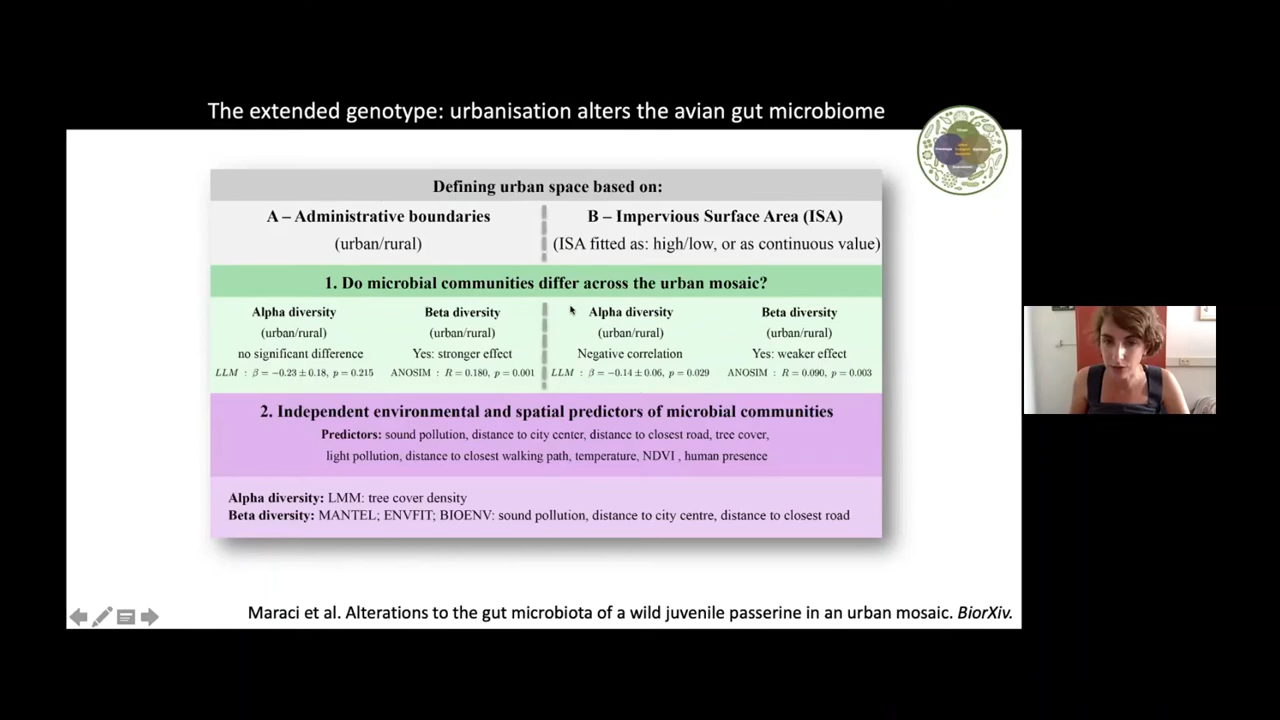 The extended genotype: urbanisation alters the avian gut microbiome
Defining urban space based on:
A – Administrative boundaries
(urban/rural)
B – Impervious Surface Area (ISA)
(ISA fitted as: high/low, or as continuous value)
1. Do microbial communities differ across the urban mosaic?
Alpha diversity
(urban/rural)
no significant difference
LLM : β = −0.23 ± 0.18, p = 0.215
Beta diversity
(urban/rural)
Yes: stronger effect
ANOSIM : R = 0.180, p = 0.001
Alpha diversity
(urban/rural)
Negative correlation
LLM : β = −0.14 ± 0.06, p = 0.029
Beta diversity
(urban/rural)
Yes: weaker effect
ANOSIM : R = 0.090, p = 0.003
2. Independent environmental and spatial predictors of microbial communities
Predictors: sound pollution, distance to city center, distance to closest road, tree cover,
light pollution, distance to closest walking path, temperature, NDVI , human presence
Alpha diversity: LMM: tree cover density
Beta diversity: MANTEL; ENVFIT; BIOENV: sound pollution, distance to city centre, distance to closest road
Maraci et al. Alterations to the gut microbiota of a wild juvenile passerine in an urban mosaic. BiorXiv.